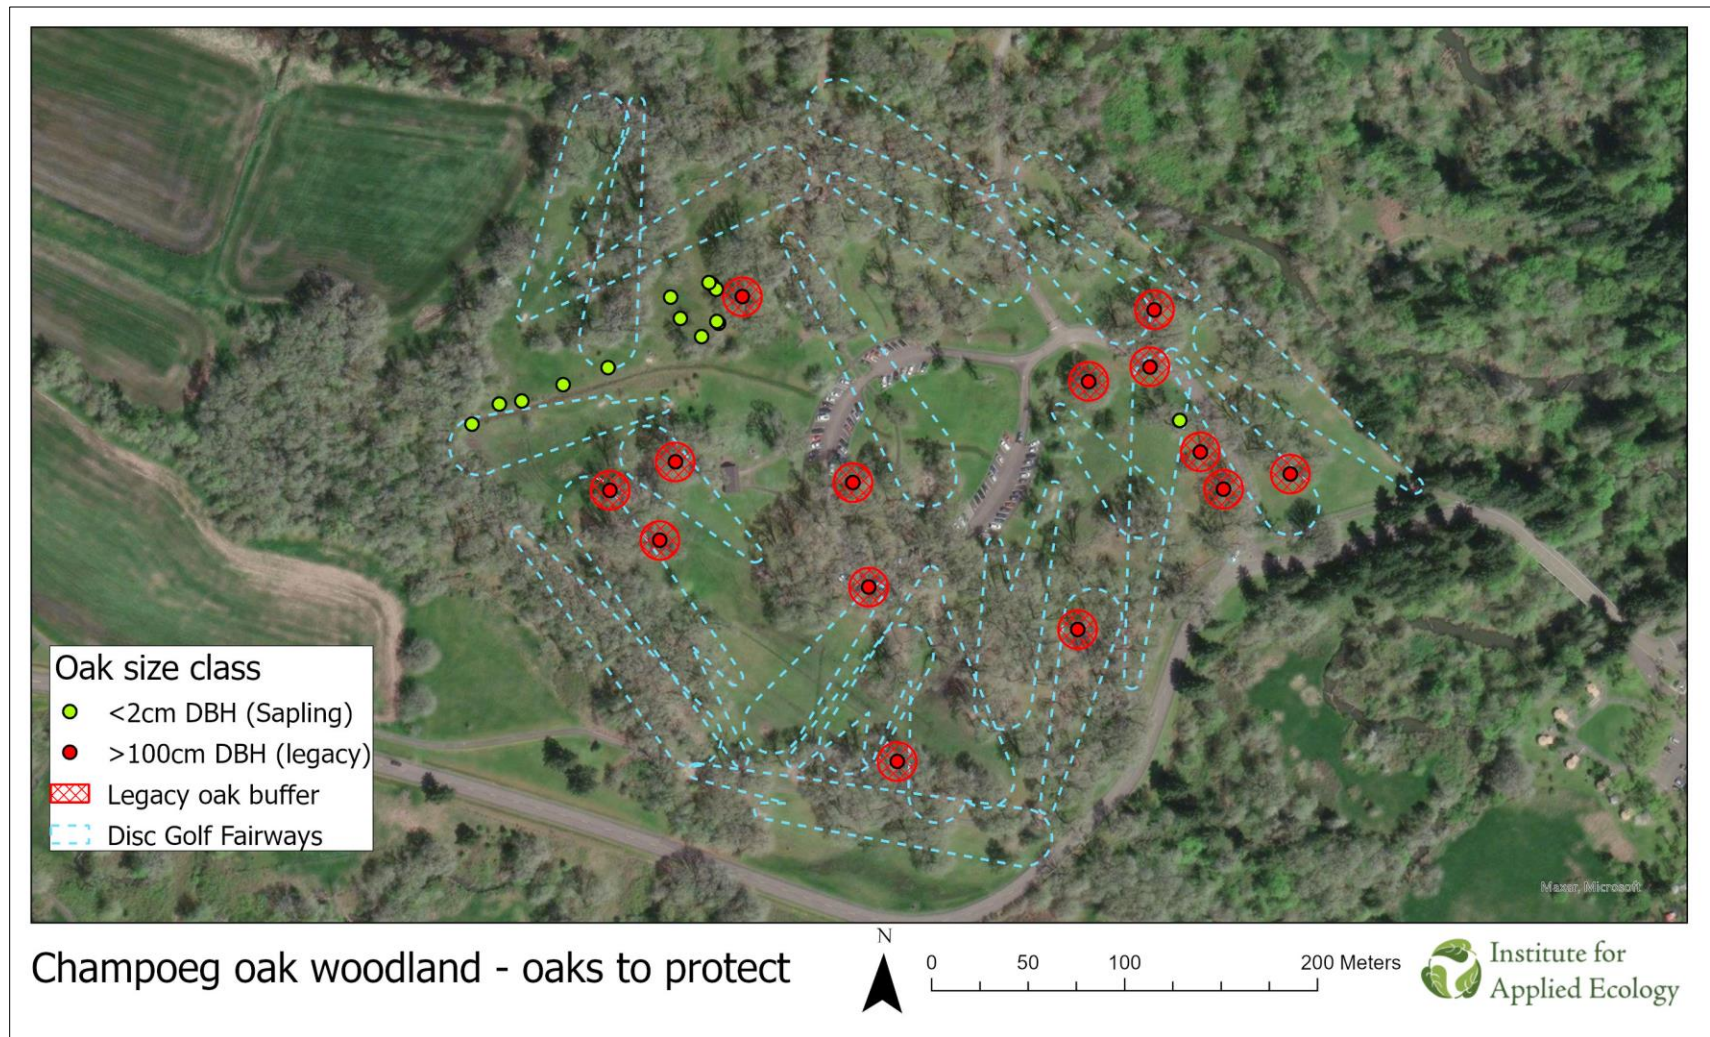 Oak size class
<2cm DBH (Sapling)
>100cm DBH (legacy)
Legacy oak buffer
Disc Golf Fairways
Maxar, Microsoft
Champoeg oak woodland - oaks to protect
N
0 50 100 200 Meters
Institute for
Applied Ecology